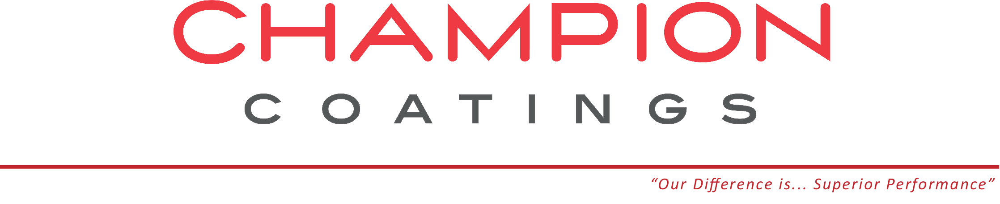 CHAMPION
COATINGS
“Our Difference is... Superior Performance”